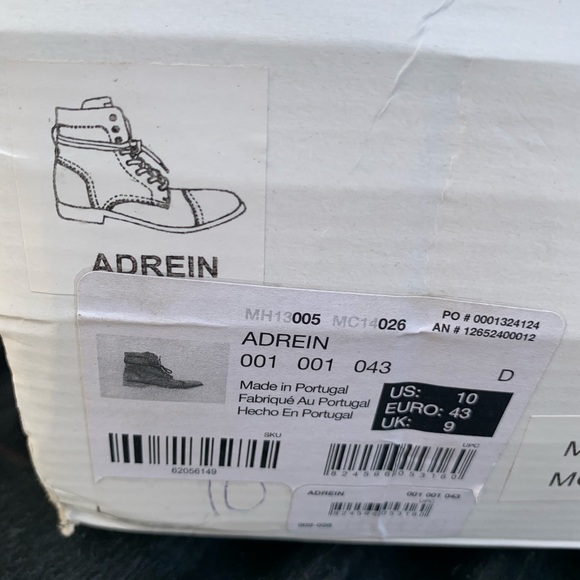 ADREIN
MH13005 MC14026
PO # 0001324124
AN # 12652400012
ADREIN
001 001 043
D
Made in Portugal
Fabriqué Au Portugal
Hecho En Portugal
US: 10
EURO: 43
UK: 9
SKU
62056149
UPC
ADREIN 001 001 043
UPC